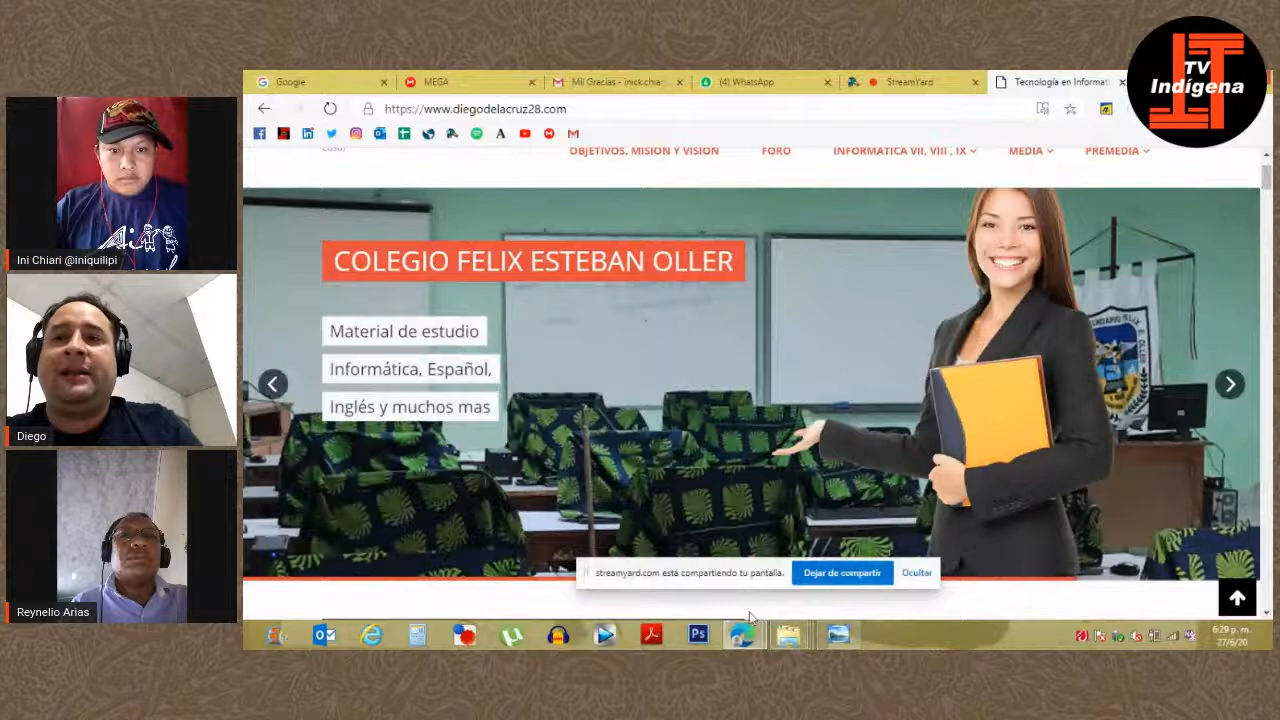 TV
Indígena
Google
MEGA
Mil Gracias - inick.chiar
(4) WhatsApp
StreamYard
Tecnología en Informati
https://www.diegodelacruz28.com
OBJETIVOS, MISION Y VISION
FORO
INFORMATICA VII, VIII , IX
MEDIA
PREMEDIA
COLEGIO FELIX ESTEBAN OLLER
Material de estudio
Informática, Español,
Inglés y muchos mas
Ini Chiari @iniquilipi
Diego
Reynelio Arias
streamyard.com está compartiendo tu pantalla.
Dejar de compartir
Ocultar
Ps
6:29 p. m.
27/6/20